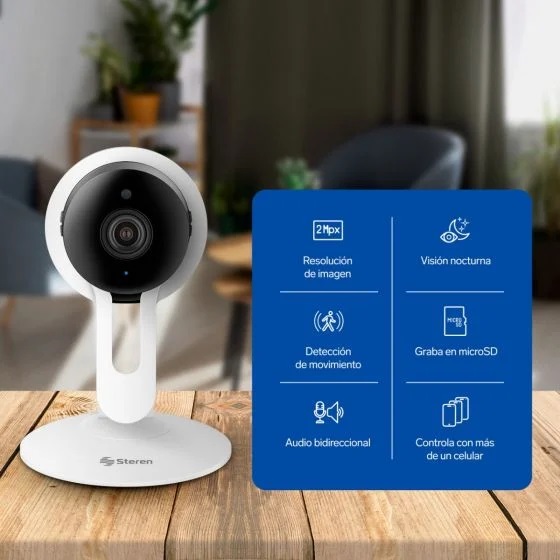 2Mpx
Resolución
de imagen
Visión nocturna
Detección
de movimiento
MICRO
SD
Graba en microSD
Audio bidireccional
Controla con más
de un celular
Steren